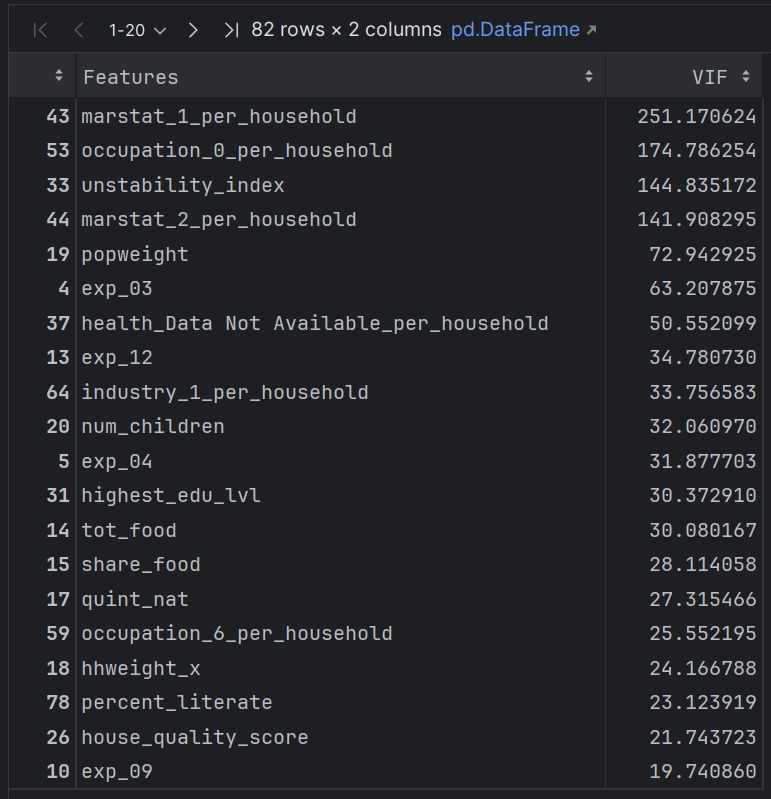 1-20 82 rows × 2 columns pd.DataFrame
Features VIF
43 marstat_1_per_household 251.170624
53 occupation_0_per_household 174.786254
33 unstability_index 144.835172
44 marstat_2_per_household 141.908295
19 popweight 72.942925
4 exp_03 63.207875
37 health_Data Not Available_per_household 50.552099
13 exp_12 34.780730
64 industry_1_per_household 33.756583
20 num_children 32.060970
5 exp_04 31.877703
31 highest_edu_lvl 30.372910
14 tot_food 30.080167
15 share_food 28.114058
17 quint_nat 27.315466
59 occupation_6_per_household 25.552195
18 hhweight_x 24.166788
78 percent_literate 23.123919
26 house_quality_score 21.743723
10 exp_09 19.740860